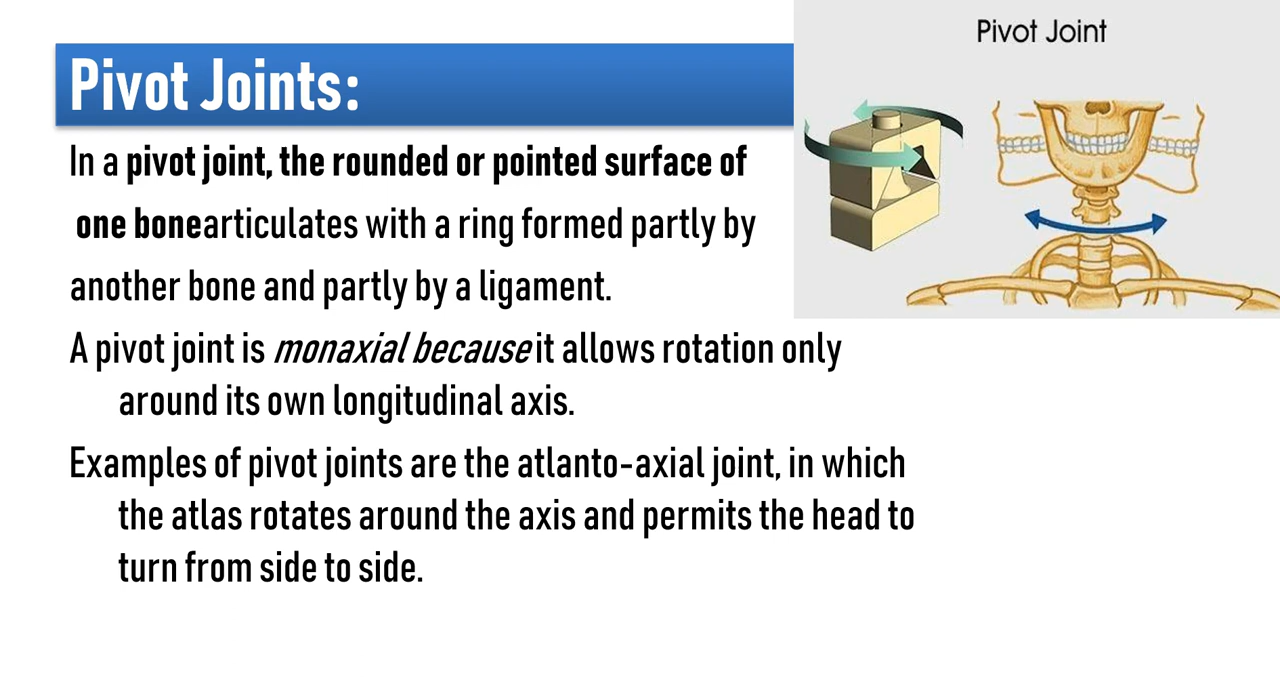 Pivot Joint
Pivot Joints:
In a pivot joint, the rounded or pointed surface of
one bonearticulates with a ring formed partly by
another bone and partly by a ligament.
A pivot joint is monaxial because it allows rotation only
around its own longitudinal axis.
Examples of pivot joints are the atlanto-axial joint, in which
the atlas rotates around the axis and permits the head to
turn from side to side.